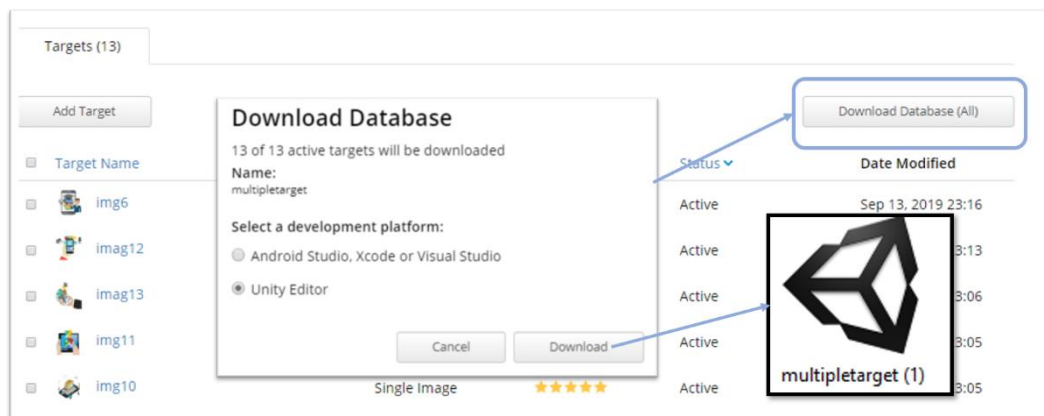 Targets (13)
Add Target
Download Database (All)
Target Name
Status
Date Modified
img6
Active
Sep 13, 2019 23:16
imag12
Active
3:13
imag13
Active
3:06
img11
Active
3:05
img10
Single Image
Active
3:05
Download Database
13 of 13 active targets will be downloaded
Name:
multipletarget
Select a development platform:
Android Studio, Xcode or Visual Studio
Unity Editor
Cancel
Download
multipletarget (1)